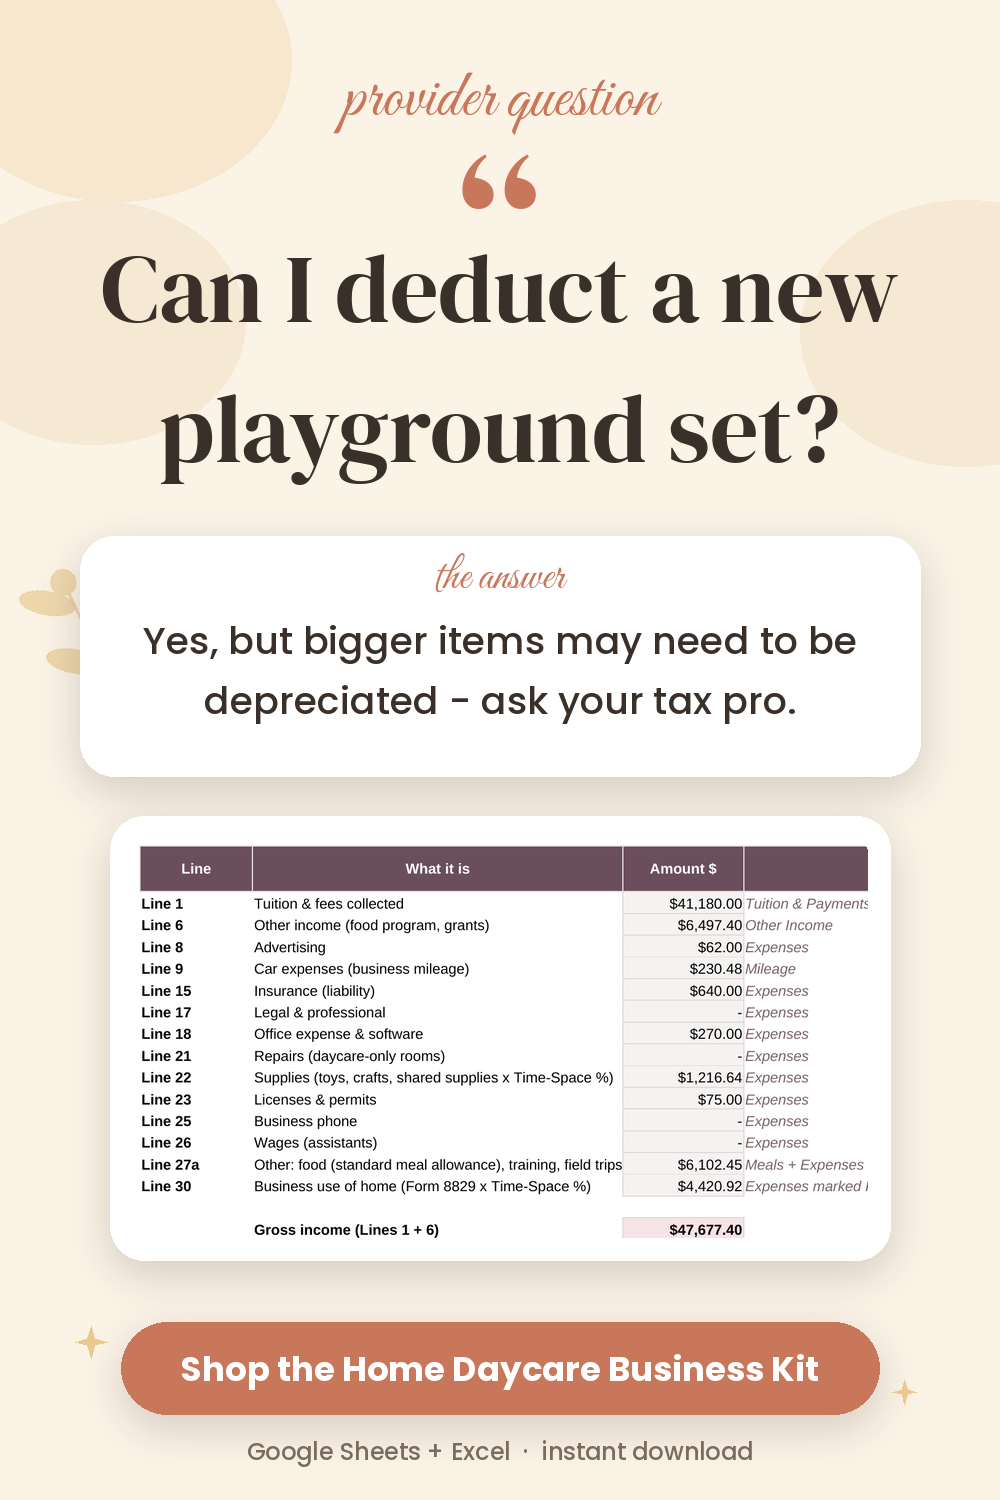 provider question
“
Can I deduct a new
playground set?
the answer
Yes, but bigger items may need to be
depreciated - ask your tax pro.
Line What it is Amount $
Line 1 Tuition & fees collected $41,180.00 Tuition & Payments
Line 6 Other income (food program, grants) $6,497.40 Other Income
Line 8 Advertising $62.00 Expenses
Line 9 Car expenses (business mileage) $230.48 Mileage
Line 15 Insurance (liability) $640.00 Expenses
Line 17 Legal & professional - Expenses
Line 18 Office expense & software $270.00 Expenses
Line 21 Repairs (daycare-only rooms) - Expenses
Line 22 Supplies (toys, crafts, shared supplies x Time-Space %) $1,216.64 Expenses
Line 23 Licenses & permits $75.00 Expenses
Line 25 Business phone - Expenses
Line 26 Wages (assistants) - Expenses
Line 27a Other: food (standard meal allowance), training, field trips $6,102.45 Meals + Expenses
Line 30 Business use of home (Form 8829 x Time-Space %) $4,420.92 Expenses marked
Gross income (Lines 1 + 6) $47,677.40
Shop the Home Daycare Business Kit
Google Sheets + Excel · instant download